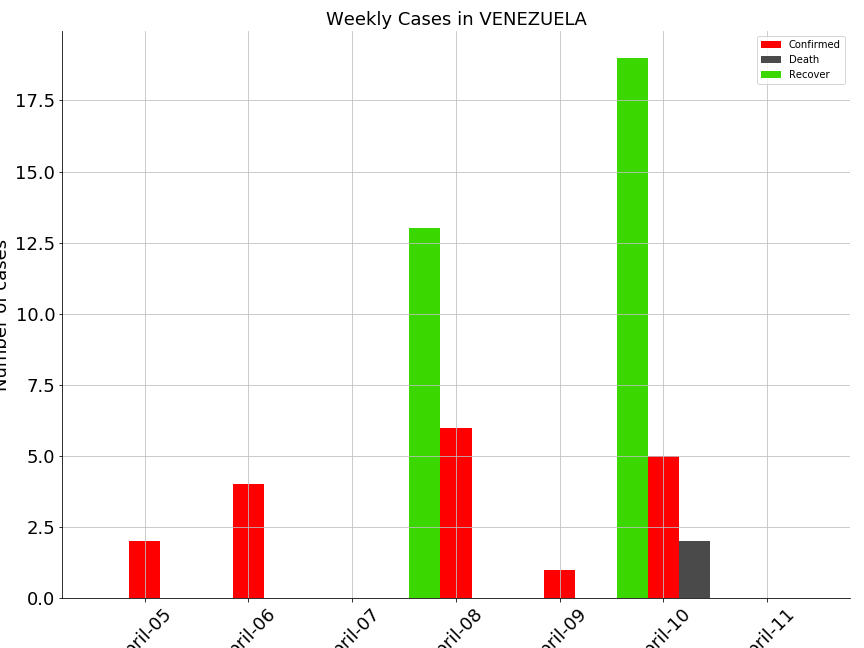 Weekly Cases in VENEZUELA
Confirmed
Death
Recover
17.5
15.0
12.5
10.0
7.5
5.0
2.5
0.0
Number of cases
pril-05
pril-06
pril-07
pril-08
pril-09
pril-10
pril-11